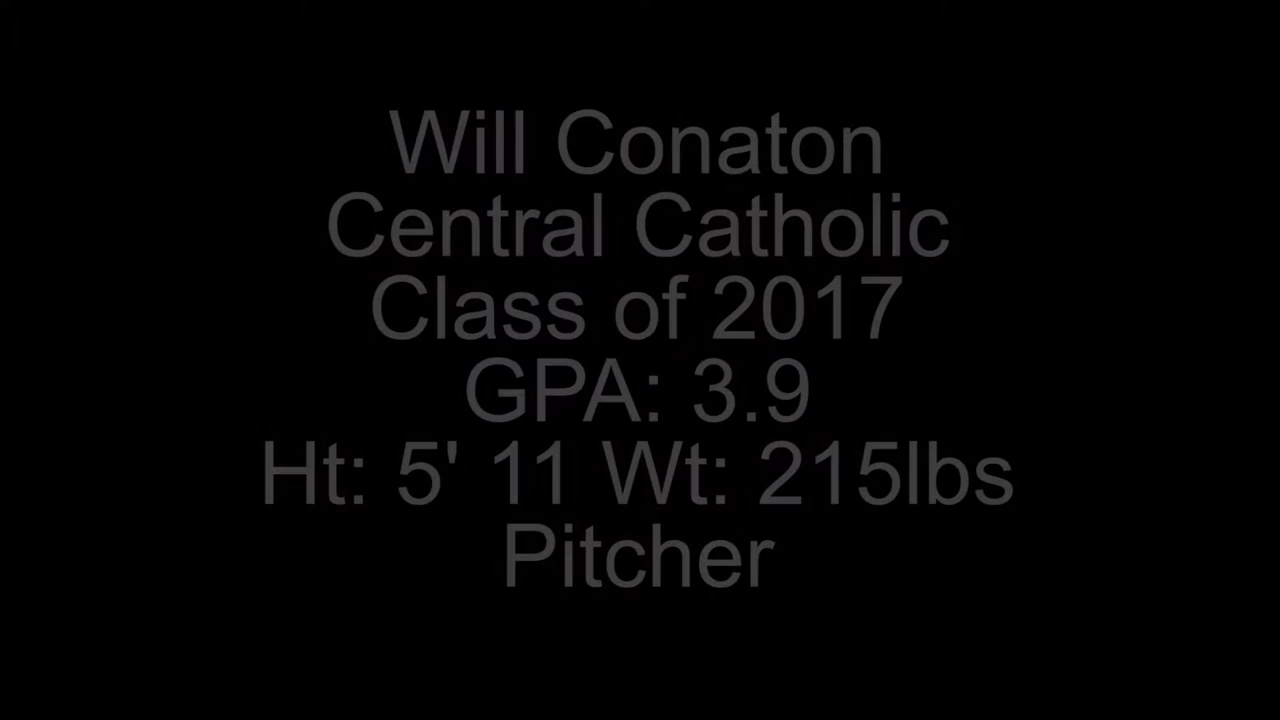 Will Conaton
Central Catholic
Class of 2017
GPA: 3.9
Ht: 5' 11 Wt: 215lbs
Pitcher